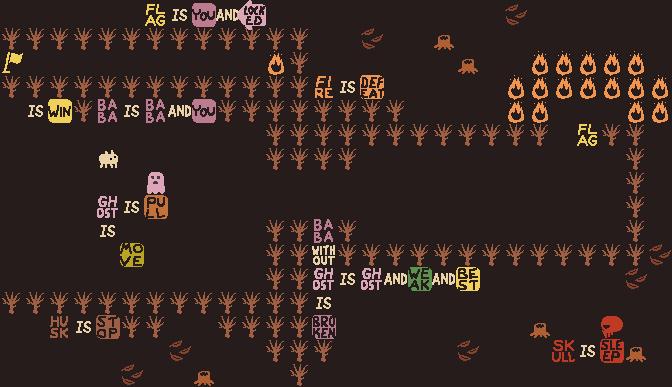 FLAG IS YOU AND LOCKED
FIRE IS DEFEAT
IS WIN BABA IS BABA AND YOU
FLAG
GHOST IS PULL
IS
MOVE
BABA
WITHOUT
GHOST IS GHOST AND WEAK AND BEST
IS
BROKEN
HUSK IS STOP
SKULL IS SLEEP